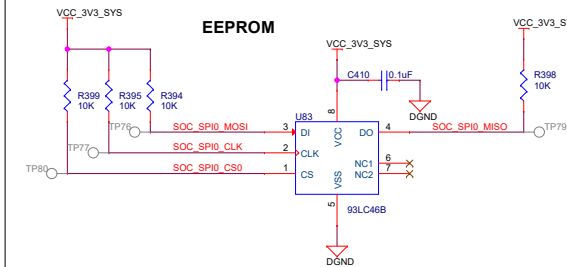 EEPROM
VCC_3V3_SYS
VCC_3V3_SYS
VCC_3V3_S
R399
10K
R395
10K
R394
10K
C410
0.1uF
DGND
R398
10K
U83
TP76
SOC_SPI0_MOSI
3
DI
VCC
8
DO
4
SOC_SPI0_MISO
TP79
TP77
SOC_SPI0_CLK
2
CLK
NC1
6
TP80
SOC_SPI0_CS0
1
CS
VSS
NC2
7
5
93LC46B
DGND